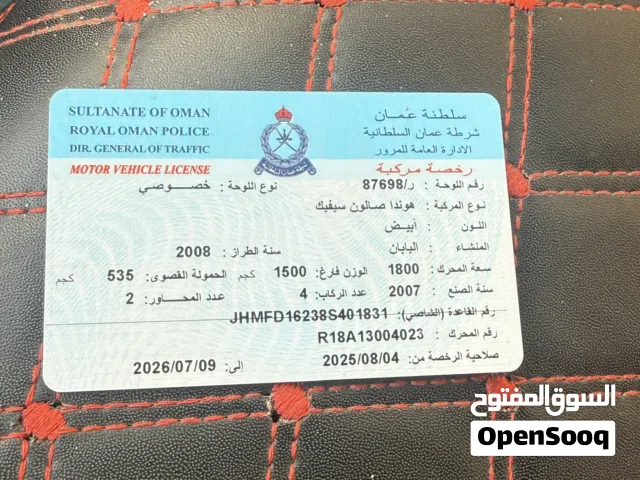 SULTANATE OF OMAN
ROYAL OMAN POLICE
DIR. GENERAL OF TRAFFIC
MOTOR VEHICLE LICENSE
سلطنة عُمان
شرطة عمان السلطانية
الادارة العامة للمرور
رخصة مركبة
رقم اللوحة : 87698/ر نوع اللوحة : خصوصي
نوع المركبة : هوندا صالون سيفيك
اللون : أبيض
المنشاء : اليابان سنة الطراز : 2008
سعة المحرك: 1800 الوزن فارغ: 1500 كجم الحمولة القصوى: 535 كجم
سنة الصنع : 2007 عدد الركاب: 4 عدد المحاور: 2
رقم القاعدة (الشاصي): JHMFD16238S401831
رقم المحرك : R18A13004023
صلاحية الرخصة من: 2025/08/04 إلى: 2026/07/09
السوق المفتوح
OpenSooq